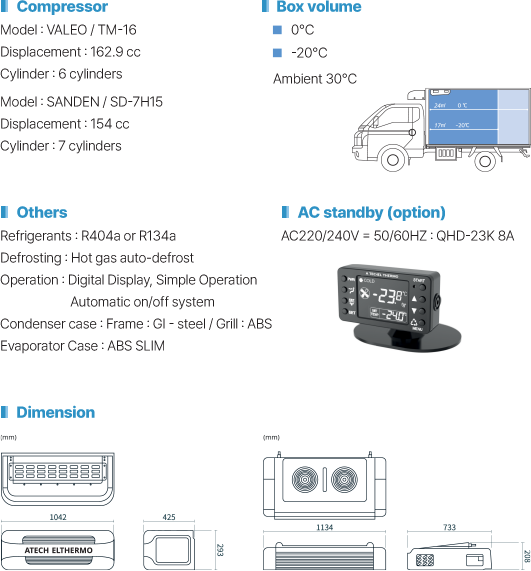 Compressor
Model : VALEO / TM-16
Displacement : 162.9 cc
Cylinder : 6 cylinders
Model : SANDEN / SD-7H15
Displacement : 154 cc
Cylinder : 7 cylinders
Box volume
0°C
-20°C
Ambient 30°C
24㎥ 0 ℃
17㎥ -20℃
Others
Refrigerants : R404a or R134a
Defrosting : Hot gas auto-defrost
Operation : Digital Display, Simple Operation
Automatic on/off system
Condenser case : Frame : GI - steel / Grill : ABS
Evaporator Case : ABS SLIM
AC standby (option)
AC220/240V = 50/60HZ : QHD-23K 8A
START
COLD
-23.8°C
-24.0°C
SET
MENU
Dimension
(mm)
1042
425
ATECH ELTHERMO
293
(mm)
1134
733
208